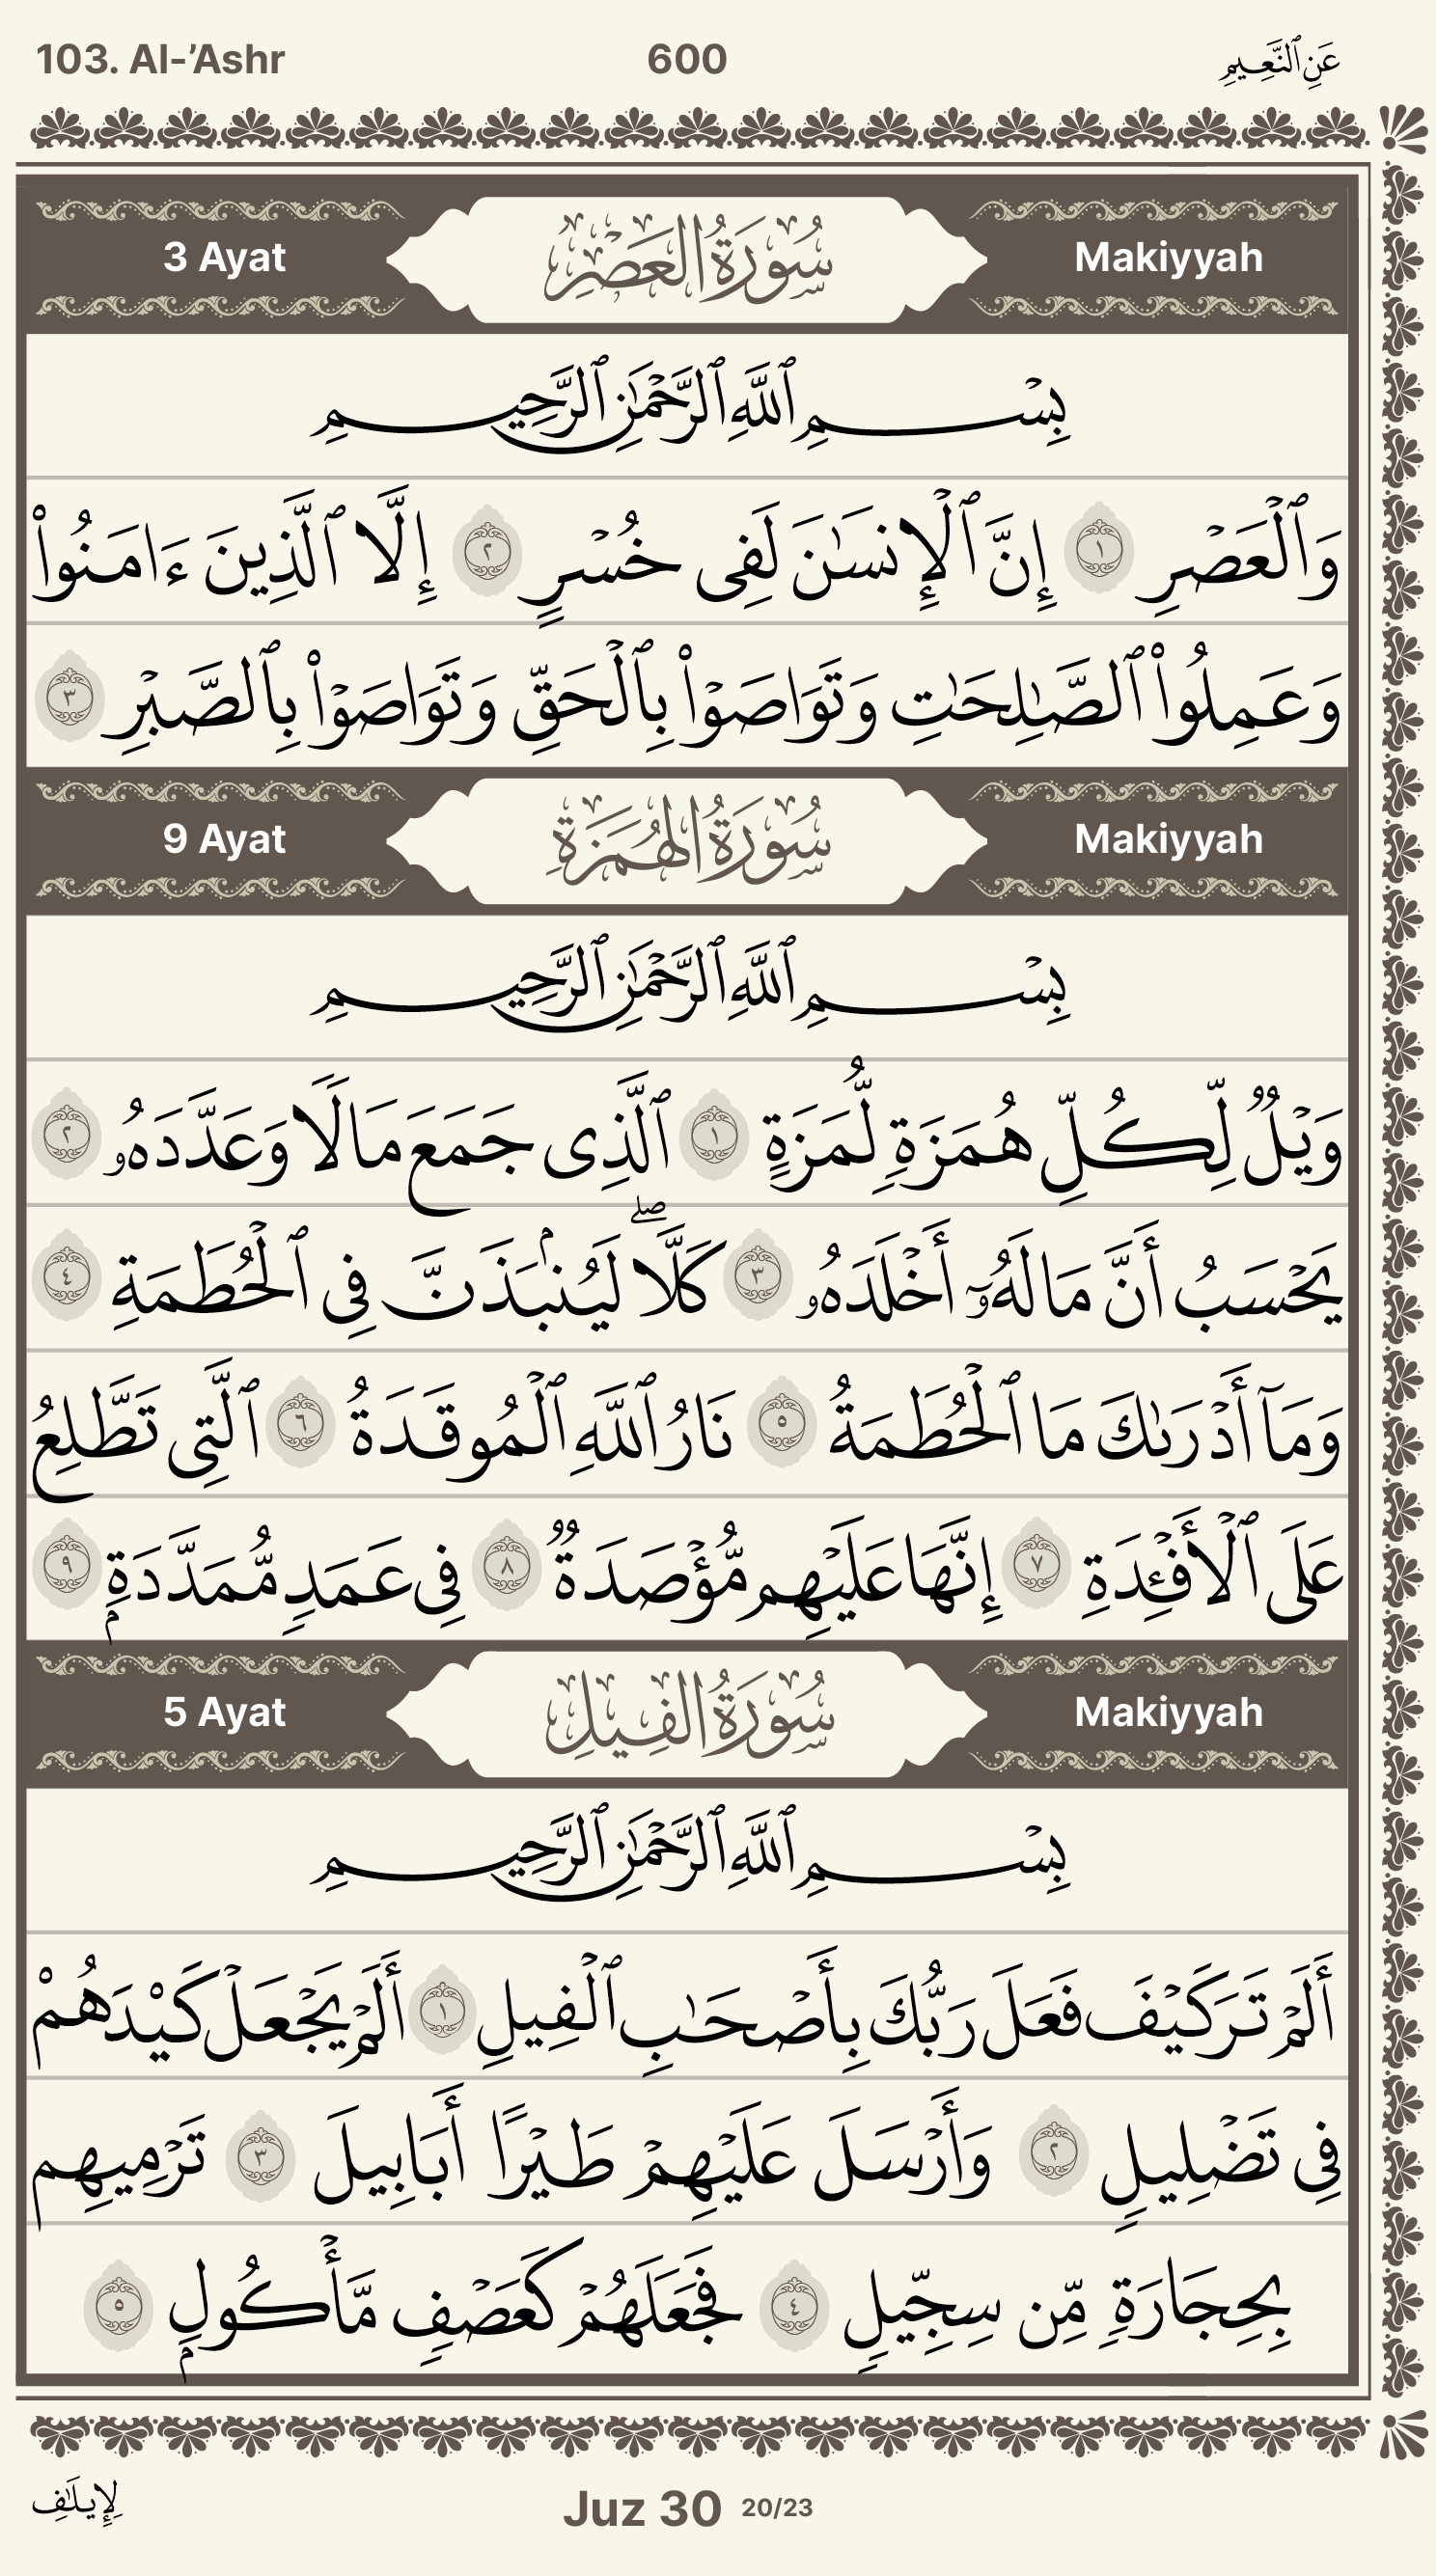 103. Al-’Ashr 600 عَنِ ٱلنَّعِيمِ
3 Ayat سُورَةُ العَصْرِ Makiyyah
بِسْمِ ٱللَّهِ ٱلرَّحْمَٰنِ ٱلرَّحِيمِ
وَٱلْعَصْرِ ١ إِنَّ ٱلْإِنسَٰنَ لَفِى خُسْرٍ ٢ إِلَّا ٱلَّذِينَ ءَامَنُوا۟
وَعَمِلُوا۟ ٱلصَّٰلِحَٰتِ وَتَوَاصَوْا۟ بِٱلْحَقِّ وَتَوَاصَوْا۟ بِٱلصَّبْرِ ٣
9 Ayat سُورَةُ الهُمَزَةِ Makiyyah
بِسْمِ ٱللَّهِ ٱلرَّحْمَٰنِ ٱلرَّحِيمِ
وَيْلٌ لِّكُلِّ هُمَزَةٍ لُّمَزَةٍ ١ ٱلَّذِى جَمَعَ مَالًا وَعَدَّدَهُۥ ٢
يَحْسَبُ أَنَّ مَالَهُۥٓ أَخْلَدَهُۥ ٣ كَلَّا ۖ لَيُنۢبَذَنَّ فِى ٱلْحُطَمَةِ ٤
وَمَآ أَدْرَىٰكَ مَا ٱلْحُطَمَةُ ٥ نَارُ ٱللَّهِ ٱلْمُوقَدَةُ ٦ ٱلَّتِى تَطَّلِعُ
عَلَى ٱلْأَفْـِٔدَةِ ٧ إِنَّهَا عَلَيْهِم مُّؤْصَدَةٌ ٨ فِى عَمَدٍ مُّمَدَّدَةٍۭ ٩
5 Ayat سُورَةُ الفِيلِ Makiyyah
بِسْمِ ٱللَّهِ ٱلرَّحْمَٰنِ ٱلرَّحِيمِ
أَلَمْ تَرَ كَيْفَ فَعَلَ رَبُّكَ بِأَصْحَٰبِ ٱلْفِيلِ ١ أَلَمْ يَجْعَلْ كَيْدَهُمْ
فِى تَضْلِيلٍ ٢ وَأَرْسَلَ عَلَيْهِمْ طَيْرًا أَبَابِيلَ ٣ تَرْمِيهِم
بِحِجَارَةٍ مِّن سِجِّيلٍ ٤ فَجَعَلَهُمْ كَعَصْفٍ مَّأْكُولٍۭ ٥
لِإِيلَٰفِ Juz 30 20/23